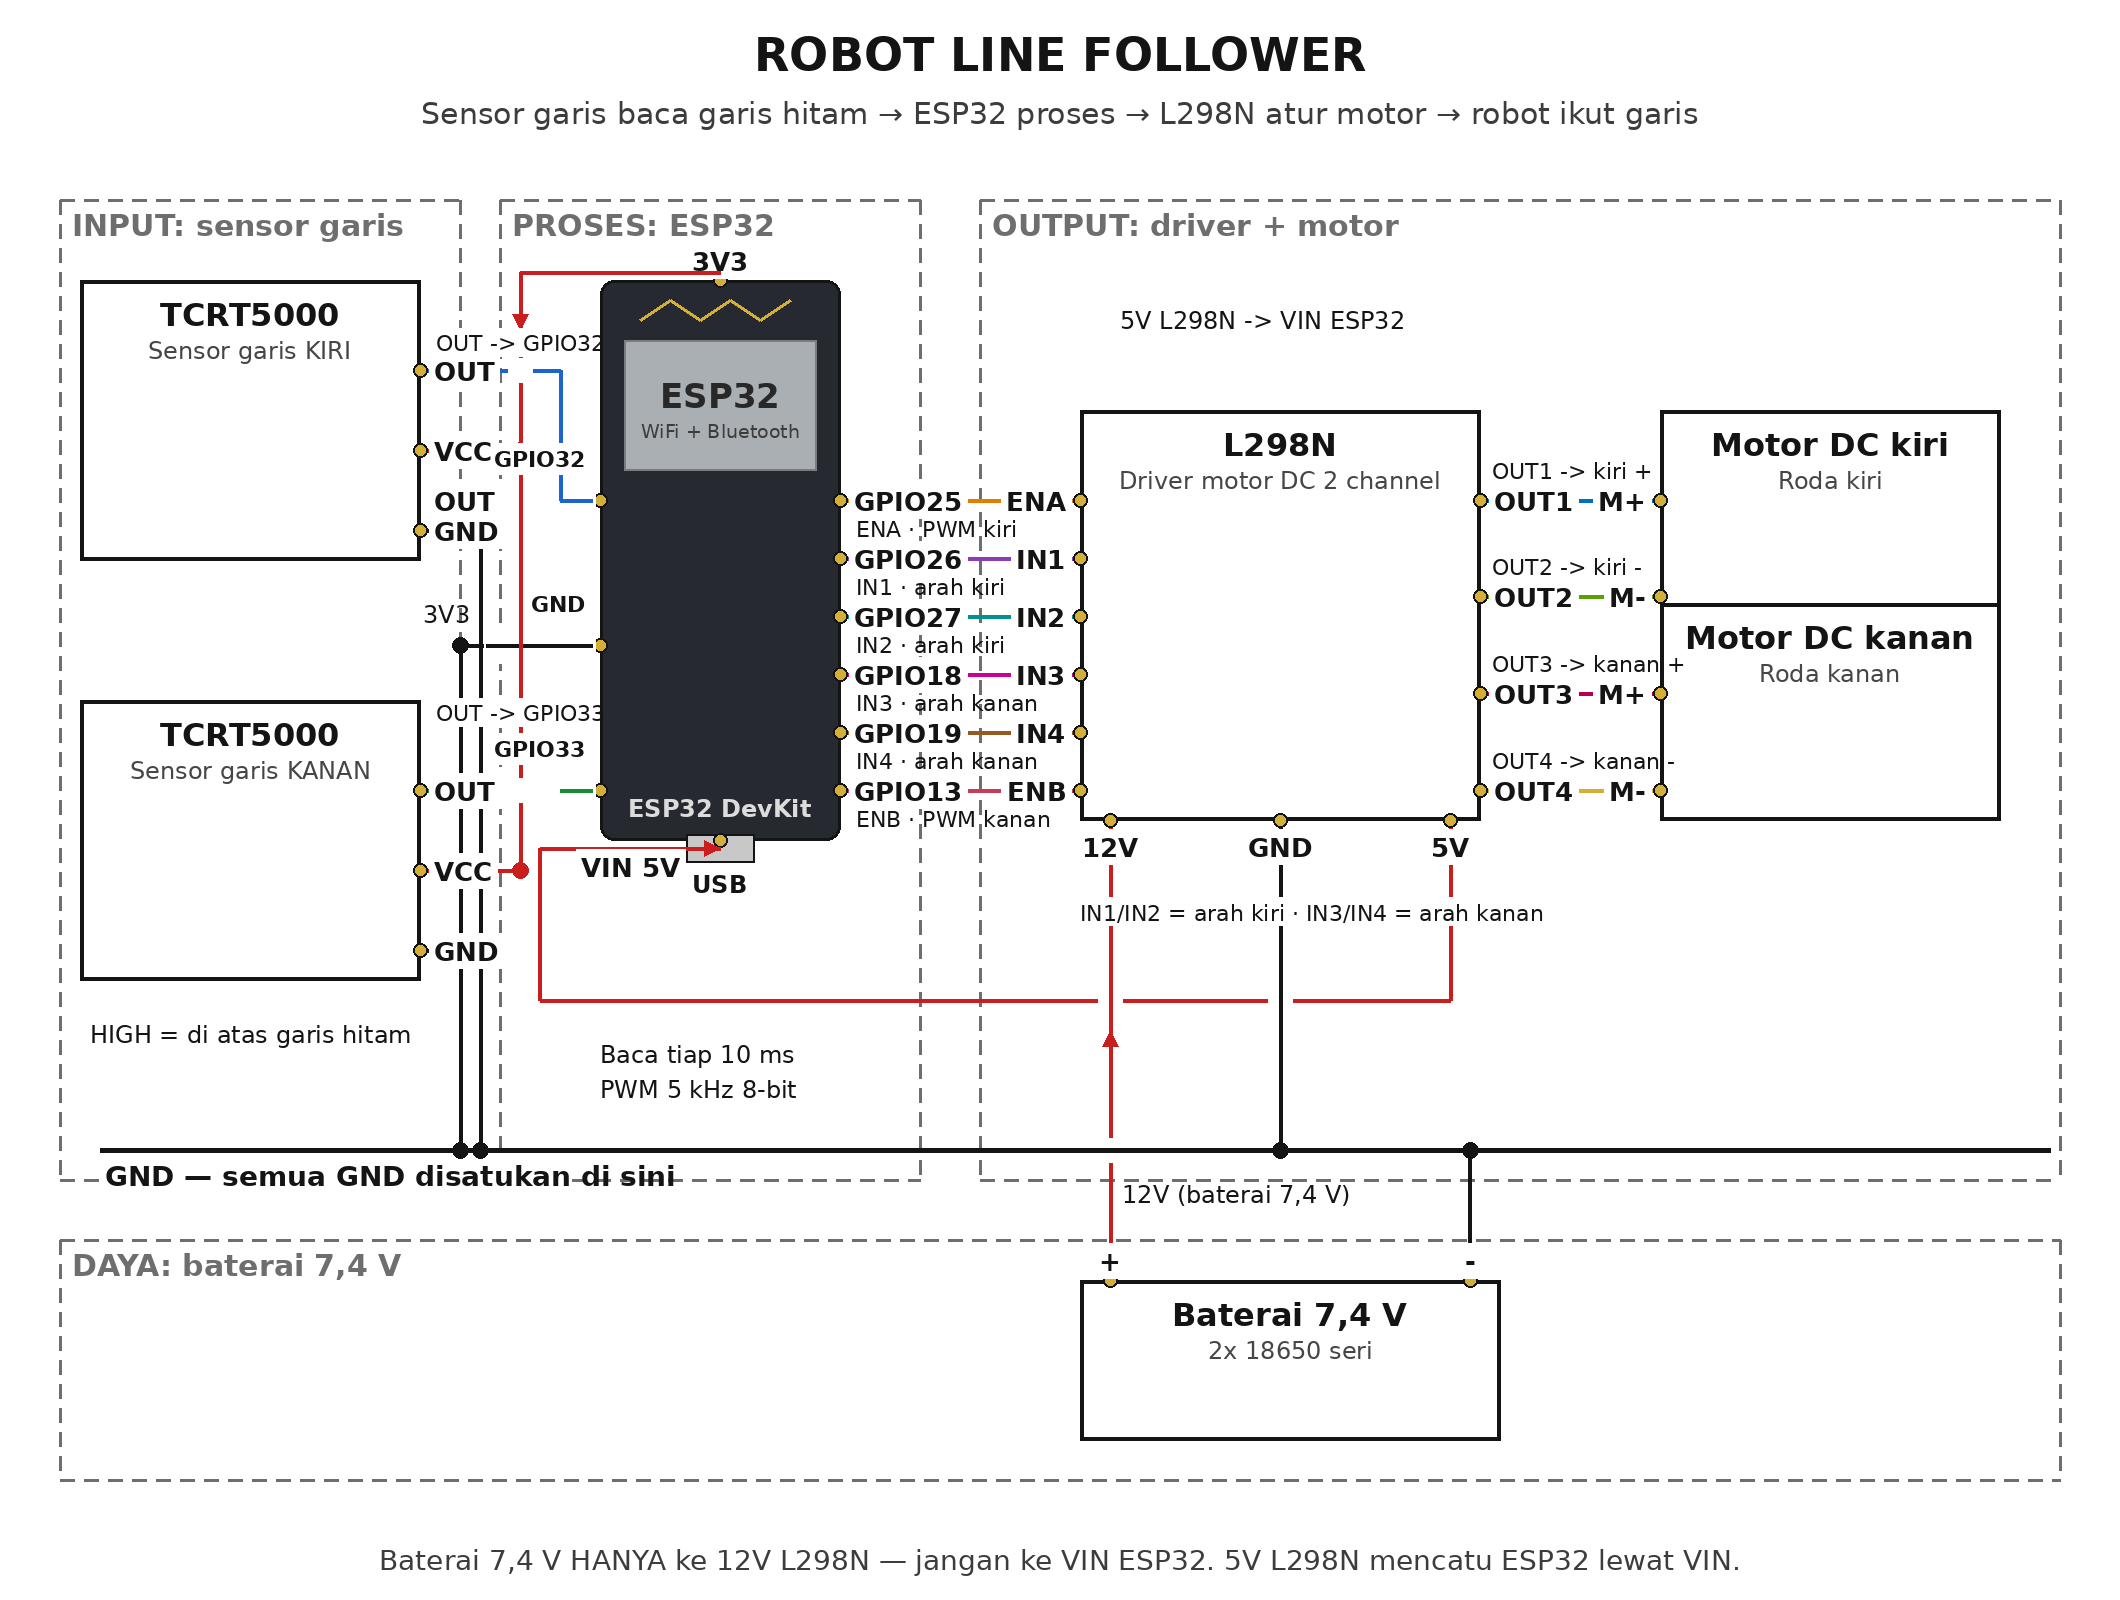 ROBOT LINE FOLLOWER
Sensor garis baca garis hitam → ESP32 proses → L298N atur motor → robot ikut garis
INPUT: sensor garis
TCRT5000
Sensor garis KIRI
OUT -> GPIO32
OUT
VCC
OUT
GND
3V3
TCRT5000
Sensor garis KANAN
OUT -> GPIO33
OUT
VCC
GND
HIGH = di atas garis hitam
PROSES: ESP32
3V3
ESP32
WiFi + Bluetooth
GPIO32
GND
GPIO33
ESP32 DevKit
VIN 5V
USB
Baca tiap 10 ms
PWM 5 kHz 8-bit
GPIO25
ENA · PWM kiri
GPIO26
IN1 · arah kiri
GPIO27
IN2 · arah kiri
GPIO18
IN3 · arah kanan
GPIO19
IN4 · arah kanan
GPIO13
ENB · PWM kanan
OUTPUT: driver + motor
5V L298N -> VIN ESP32
ENA
IN1
IN2
IN3
IN4
ENB
L298N
Driver motor DC 2 channel
12V
GND
5V
IN1/IN2 = arah kiri · IN3/IN4 = arah kanan
OUT1 -> kiri +
OUT1
M+
OUT2 -> kiri -
OUT2
M-
OUT3 -> kanan +
OUT3
M+
OUT4 -> kanan -
OUT4
M-
Motor DC kiri
Roda kiri
Motor DC kanan
Roda kanan
GND — semua GND disatukan di sini
12V (baterai 7,4 V)
DAYA: baterai 7,4 V
+
-
Baterai 7,4 V
2x 18650 seri
Baterai 7,4 V HANYA ke 12V L298N — jangan ke VIN ESP32. 5V L298N mencatu ESP32 lewat VIN.